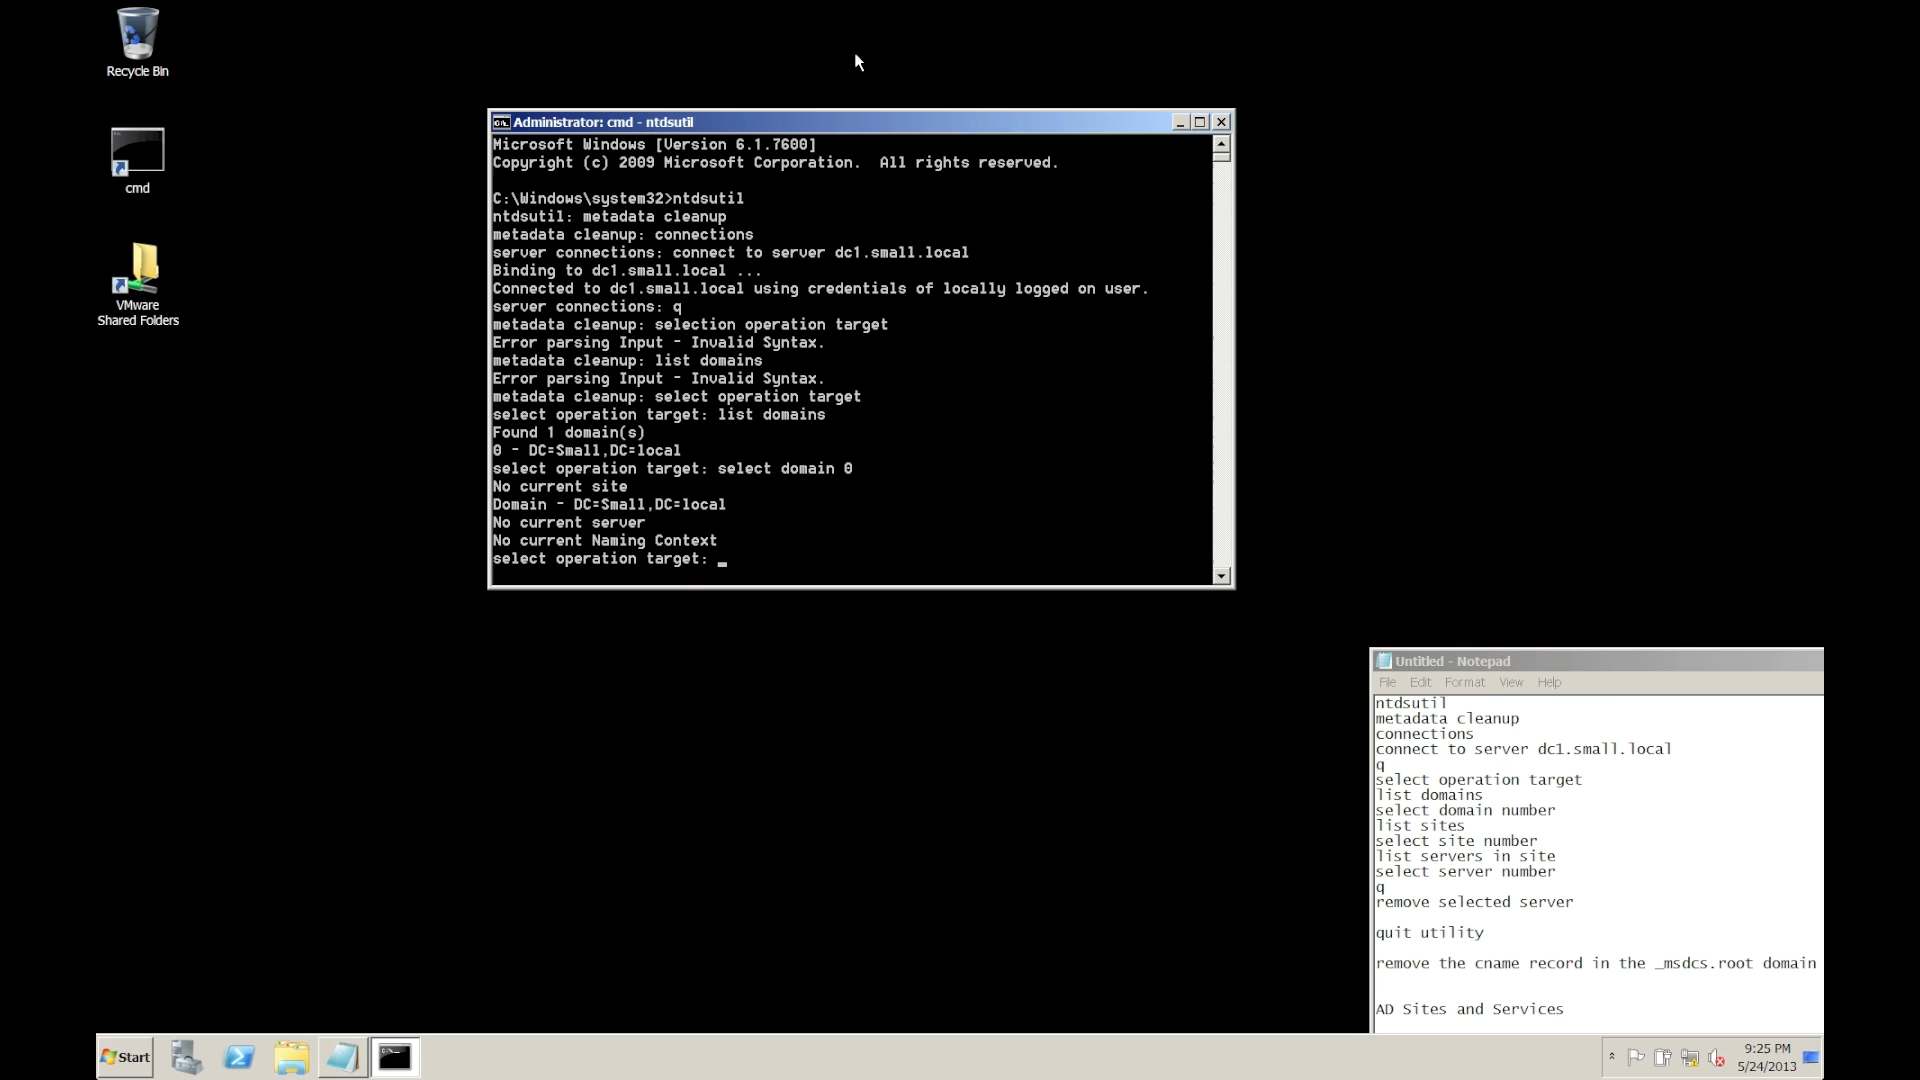 Recycle Bin
cmd
VMware
Shared Folders
Administrator: cmd - ntdsutil
Microsoft Windows [Version 6.1.7600]
Copyright (c) 2009 Microsoft Corporation.  All rights reserved.
C:\Windows\system32>ntdsutil
ntdsutil: metadata cleanup
metadata cleanup: connections
server connections: connect to server dc1.small.local
Binding to dc1.small.local ...
Connected to dc1.small.local using credentials of locally logged on user.
server connections: q
metadata cleanup: selection operation target
Error parsing Input - Invalid Syntax.
metadata cleanup: list domains
Error parsing Input - Invalid Syntax.
metadata cleanup: select operation target
select operation target: list domains
Found 1 domain(s)
0 - DC=Small,DC=local
select operation target: select domain 0
No current site
Domain - DC=Small,DC=local
No current server
No current Naming Context
select operation target: _
Untitled - Notepad
File Edit Format View Help
ntdsutil
metadata cleanup
connections
connect to server dc1.small.local
q
select operation target
list domains
select domain number
list sites
select site number
list servers in site
select server number
q
remove selected server
quit utility
remove the cname record in the _msdcs.root domain
AD Sites and Services
Start
9:25 PM
5/24/2013